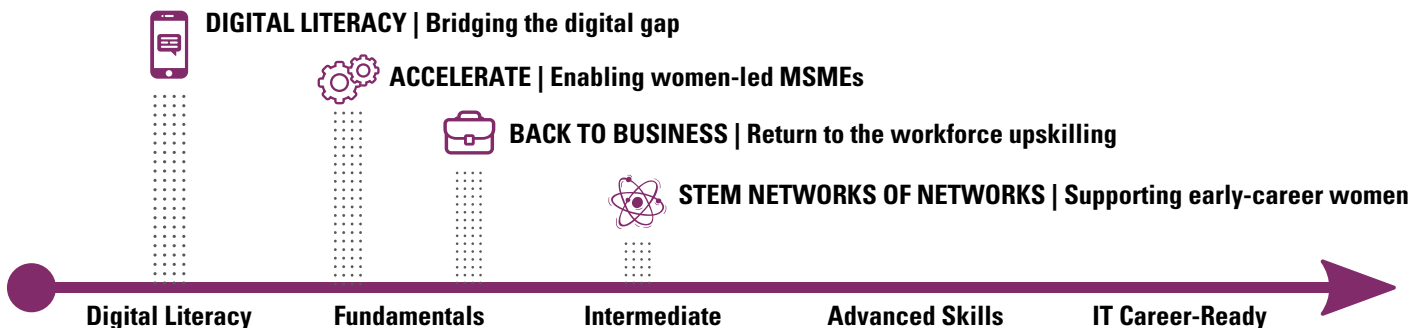 DIGITAL LITERACY | Bridging the digital gap
ACCELERATE | Enabling women-led MSMEs
BACK TO BUSINESS | Return to the workforce upskilling
STEM NETWORKS OF NETWORKS | Supporting early-career women
Digital Literacy Fundamentals Intermediate Advanced Skills IT Career-Ready